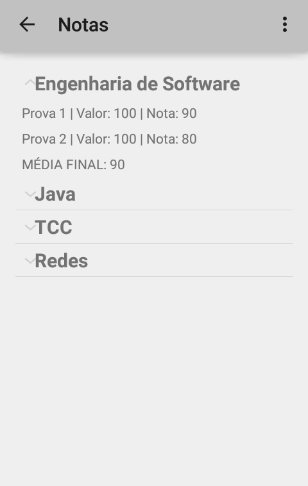 Notas
Engenharia de Software
Prova 1 | Valor: 100 | Nota: 90
Prova 2 | Valor: 100 | Nota: 80
MÉDIA FINAL: 90
Java
TCC
Redes